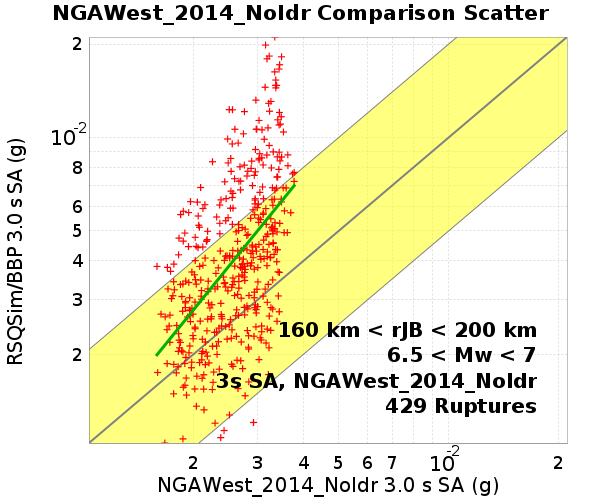 NGAWest_2014_NoIdr Comparison Scatter
RSQSim/BBP 3.0 s SA (g)
2
10-2
8
6
5
4
3
2
160 km < rJB < 200 km
6.5 < Mw < 7
3s SA, NGAWest_2014_NoIdr
429 Ruptures
2 3 4 5 6 7 10-2 2
NGAWest_2014_NoIdr 3.0 s SA (g)